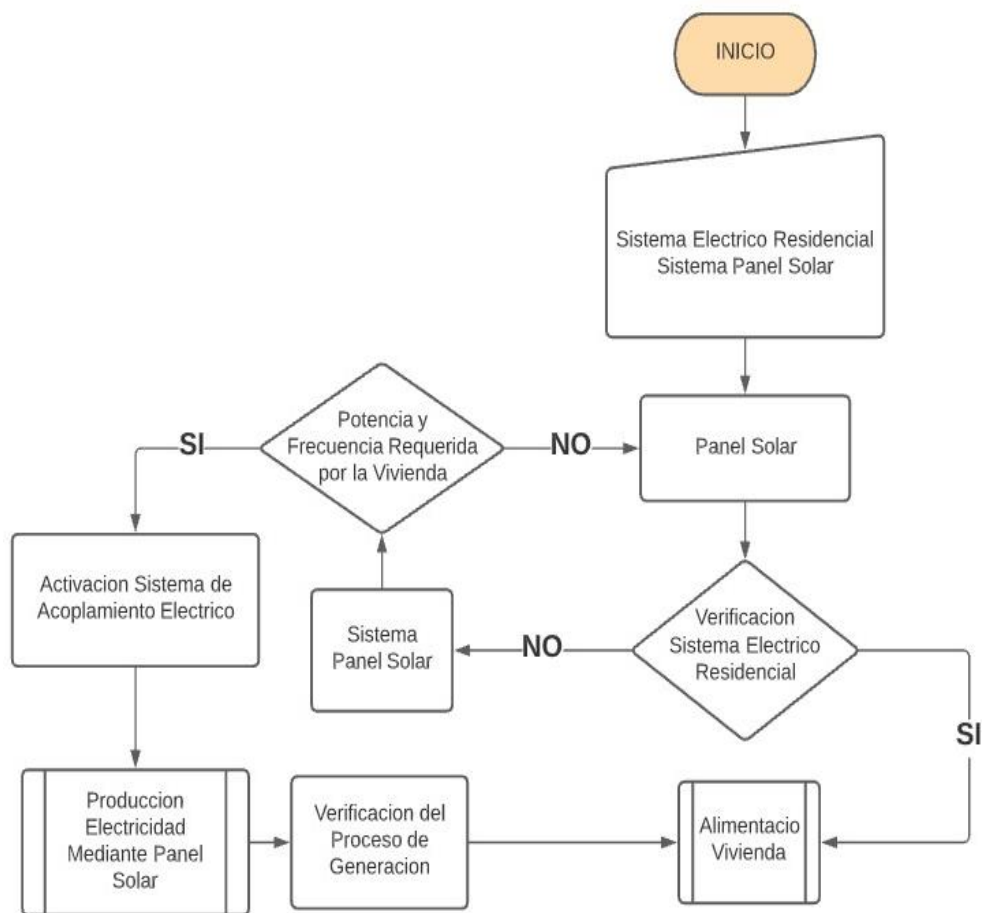 INICIO
Sistema Electrico Residencial
Sistema Panel Solar
Potencia y
Frecuencia Requerida
por la Vivienda
SI
NO
Panel Solar
Activacion Sistema de
Acoplamiento Electrico
Sistema
Panel Solar
NO
Verificacion
Sistema Electrico
Residencial
SI
Produccion
Electricidad
Mediante Panel
Solar
Verificacion del
Proceso de
Generacion
Alimentacio
Vivienda